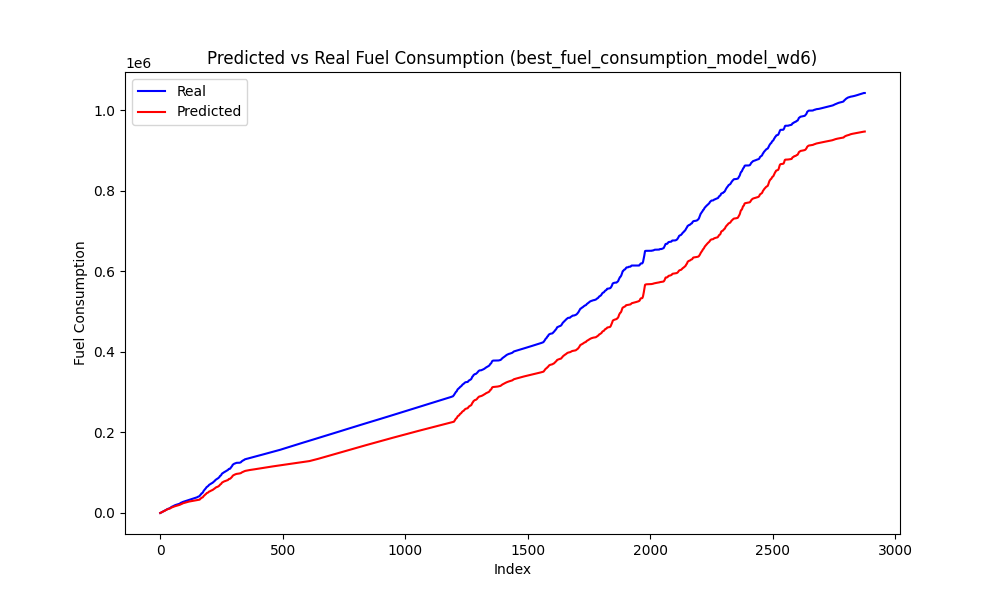 Predicted vs Real Fuel Consumption (best_fuel_consumption_model_wd6)
1e6
Real
Predicted
1.0
0.8
0.6
0.4
0.2
0.0
Fuel Consumption
0 500 1000 1500 2000 2500 3000
Index